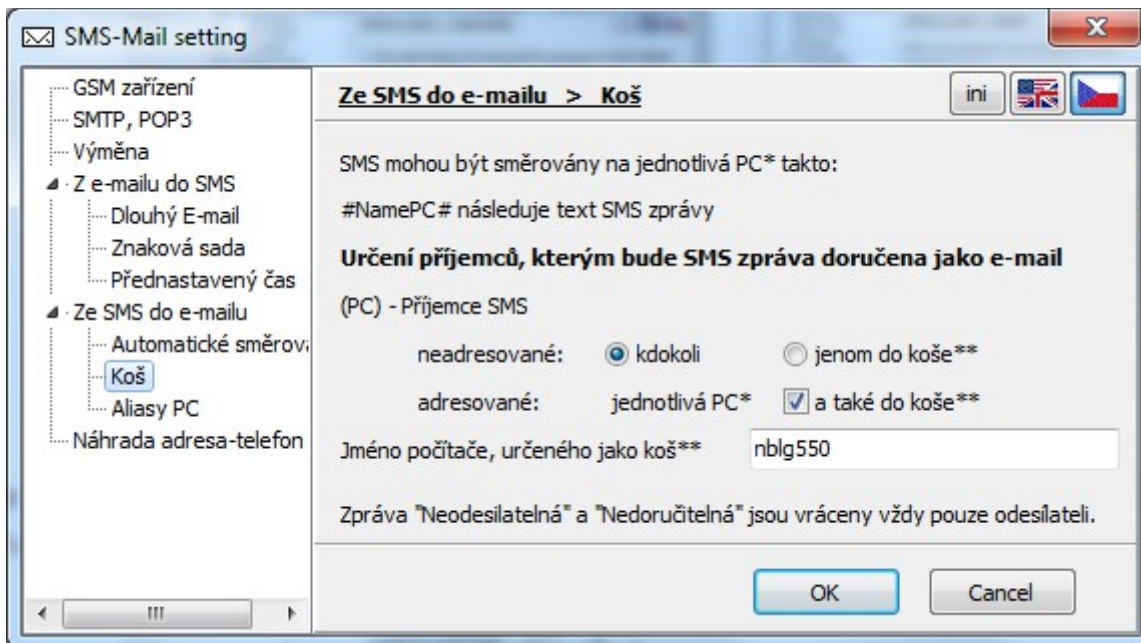 SMS-Mail setting
GSM zařízení
SMTP, POP3
Výměna
Z e-mailu do SMS
Dlouhý E-mail
Znaková sada
Přednastavený čas
Ze SMS do e-mailu
Automatické směrov
Koš
Aliasy PC
Náhrada adresa-telefon
Ze SMS do e-mailu > Koš
ini
SMS mohou být směrovány na jednotlivá PC* takto:
#NamePC# následuje text SMS zprávy
Určení příjemců, kterým bude SMS zpráva doručena jako e-mail
(PC) - Příjemce SMS
neadresované: kdokoli jenom do koše**
adresované: jednotlivá PC* a také do koše**
Jméno počítače, určeného jako koš** nblg550
Zpráva "Neodesilatelná" a "Nedoručitelná" jsou vráceny vždy pouze odesílateli.
OK Cancel